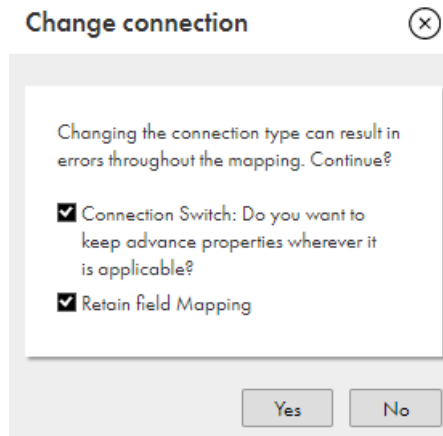 Change connection
Changing the connection type can result in
errors throughout the mapping. Continue?
Connection Switch: Do you want to
keep advance properties wherever it
is applicable?
Retain field Mapping
Yes
No